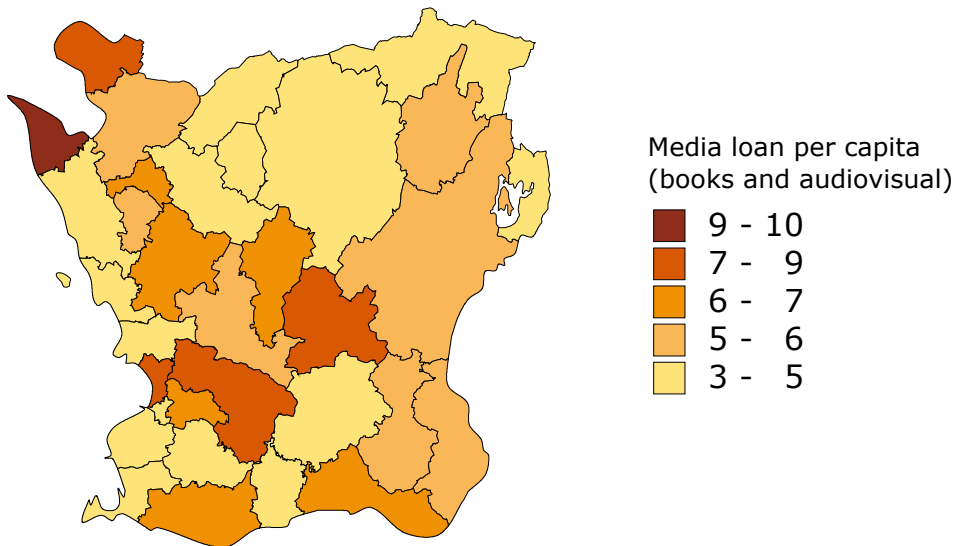 Media loan per capita
(books and audiovisual)
9 - 10
7 - 9
6 - 7
5 - 6
3 - 5